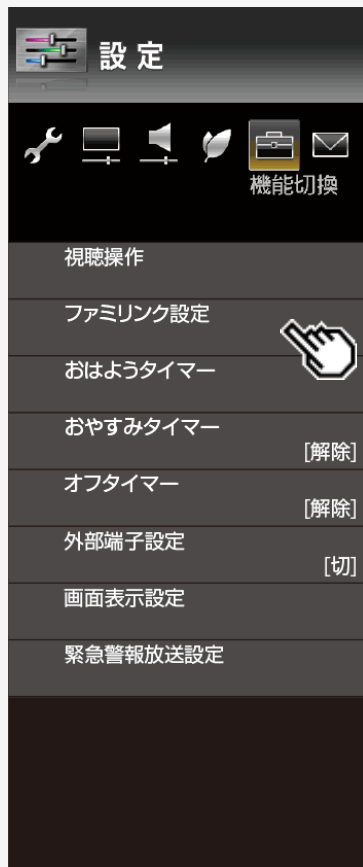 設定
機能切換
視聴操作
ファミリンク設定
おはようタイマー
おやすみタイマー
[解除]
オフタイマー
[解除]
外部端子設定
[切]
画面表示設定
緊急警報放送設定